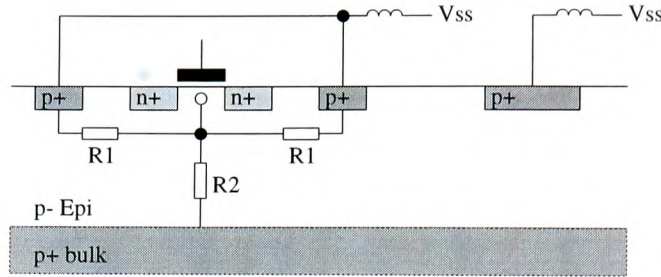 Vss Vss
p+ n+ n+ p+ p+
R1 R1
R2
p- Epi
p+ bulk